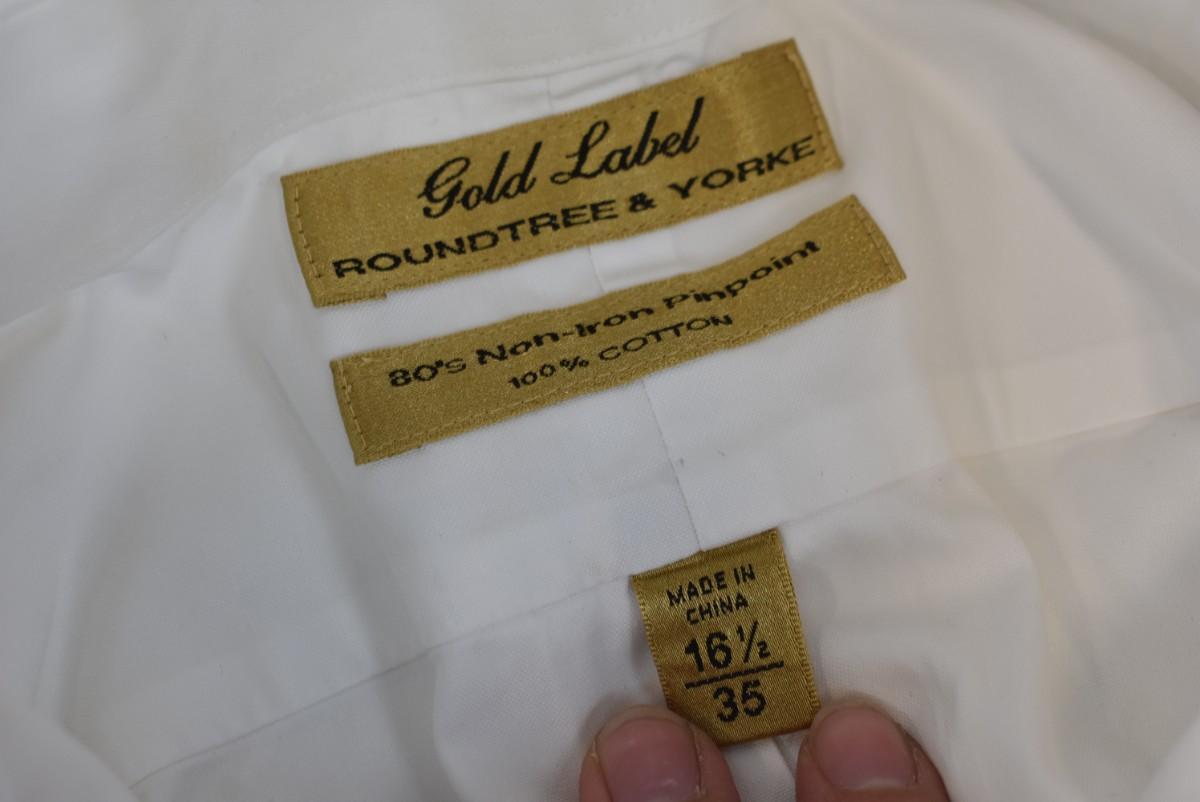 Gold Label
ROUNDTREE & YORKE
80's Non-Iron Pinpoint
100% COTTON
MADE IN
CHINA
16½
35